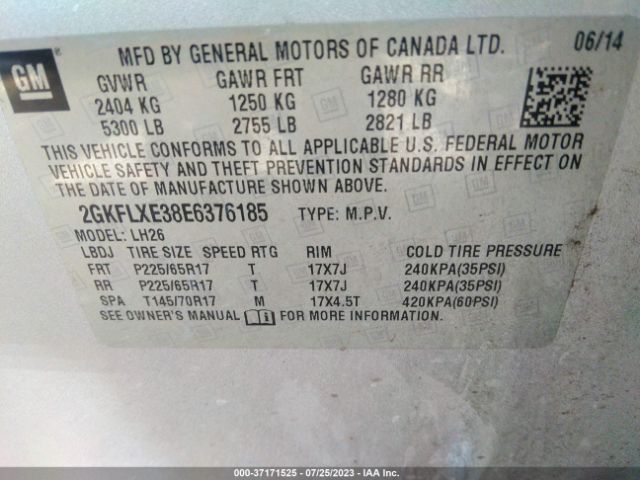 GM
MFD BY GENERAL MOTORS OF CANADA LTD. 06/14
GVWR GAWR FRT GAWR RR
2404 KG 1250 KG 1280 KG
5300 LB 2755 LB 2821 LB
THIS VEHICLE CONFORMS TO ALL APPLICABLE U.S. FEDERAL MOTOR
VEHICLE SAFETY AND THEFT PREVENTION STANDARDS IN EFFECT ON
THE DATE OF MANUFACTURE SHOWN ABOVE.
2GKFLXE38E6376185 TYPE: M.P.V.
MODEL: LH26
LBDJ TIRE SIZE SPEED RTG RIM COLD TIRE PRESSURE
FRT P225/65R17 T 17X7J 240KPA(35PSI)
RR P225/65R17 T 17X7J 240KPA(35PSI)
SPA T145/70R17 M 17X4.5T 420KPA(60PSI)
SEE OWNER'S MANUAL FOR MORE INFORMATION.
000-37171525 - 07/25/2023 - IAA Inc.